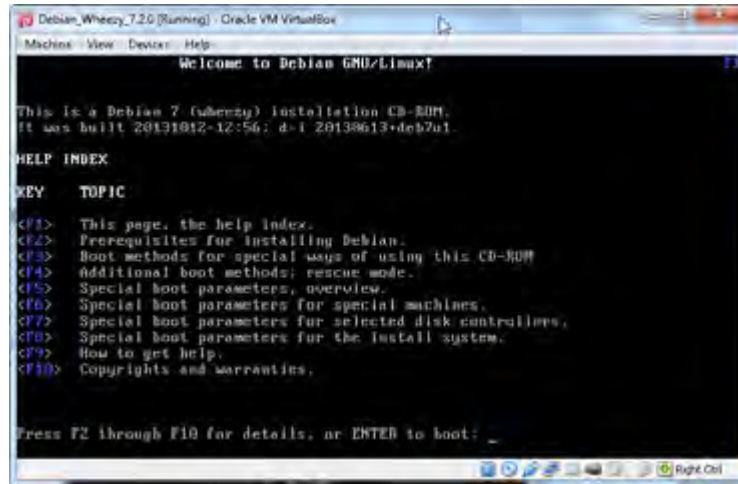 Debian_Wheezy_7.2.0 [Running] - Oracle VM VirtualBox
Machine View Devices Help
Welcome to Debian GNU/Linux! F1
This is a Debian 7 (wheezy) installation CD-ROM.
It was built 20131012-12:56; d-i 20130613+deb7u1.
HELP INDEX
KEY TOPIC
<F1> This page, the help index.
<F2> Prerequisites for installing Debian.
<F3> Boot methods for special ways of using this CD-ROM
<F4> Additional boot methods; rescue mode.
<F5> Special boot parameters, overview.
<F6> Special boot parameters for special machines.
<F7> Special boot parameters for selected disk controllers.
<F8> Special boot parameters for the install system.
<F9> How to get help.
<F10> Copyrights and warranties.
Press F2 through F10 for details, or ENTER to boot: _
Right Ctrl